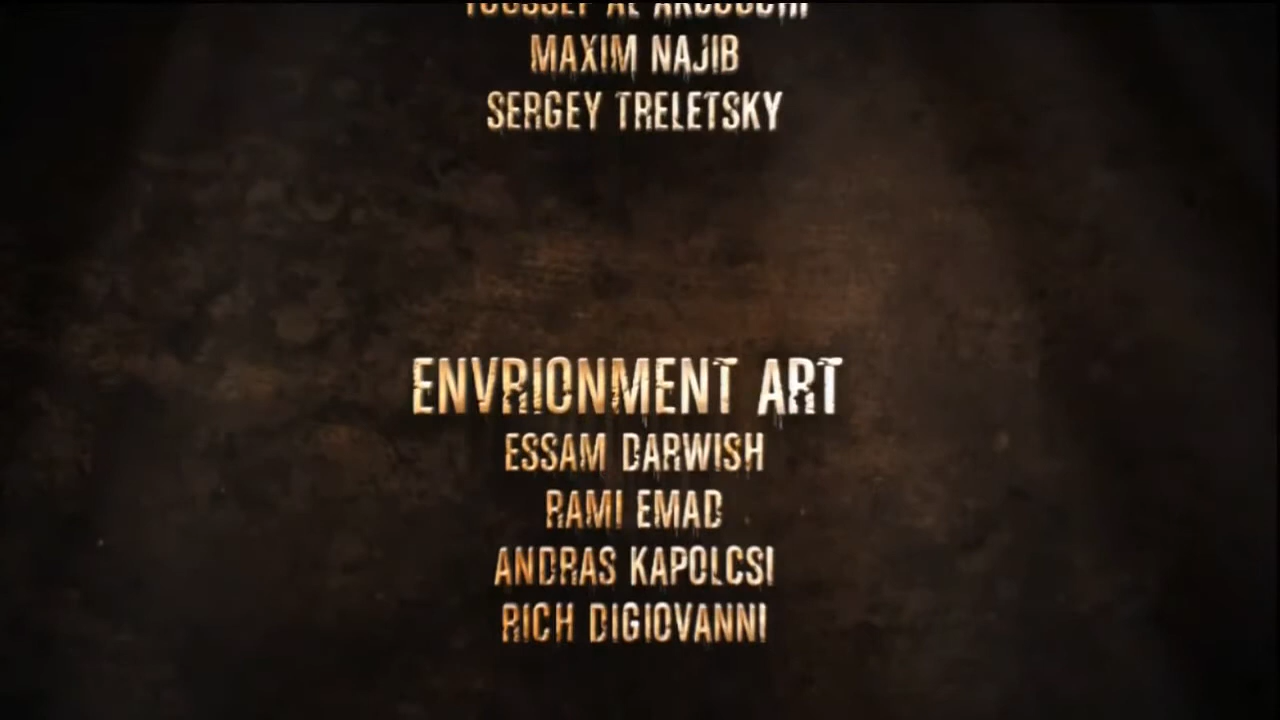 MAXIM NAJIB
SERGEY TRELETSKY
ENVRIONMENT ART
ESSAM DARWISH
RAMI EMAD
ANDRAS KAPOLCSI
RICH DIGIOVANNI